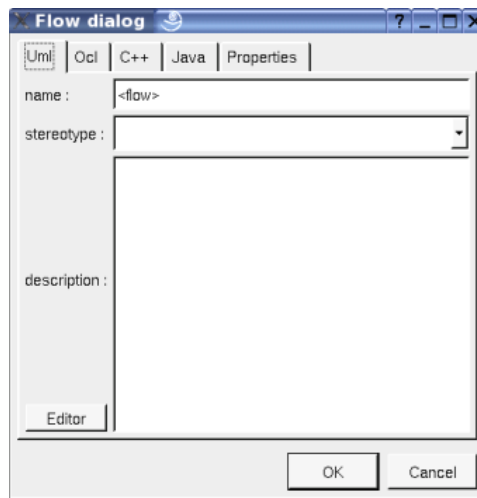 Flow dialog
Uml Ocl C++ Java Properties
name : <flow>
stereotype :
description :
Editor
OK Cancel